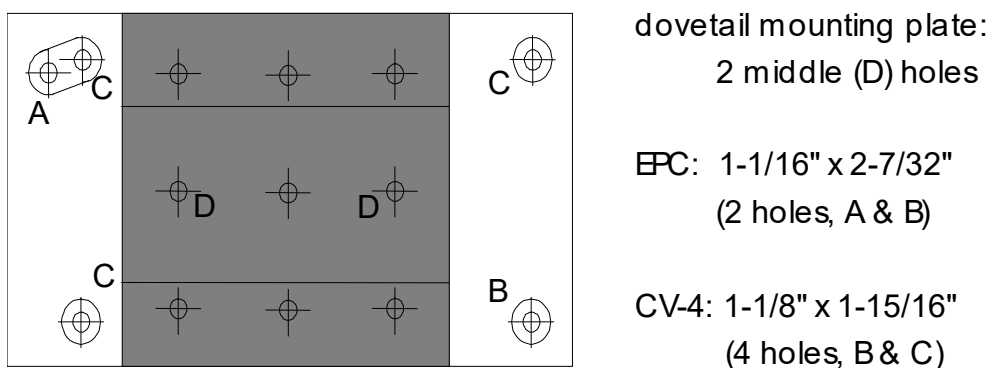 A
C
C
D
D
C
B
dovetail mounting plate:
2 middle (D) holes
EPC: 1-1/16" x 2-7/32"
(2 holes, A & B)
CV-4: 1-1/8" x 1-15/16"
(4 holes, B & C)